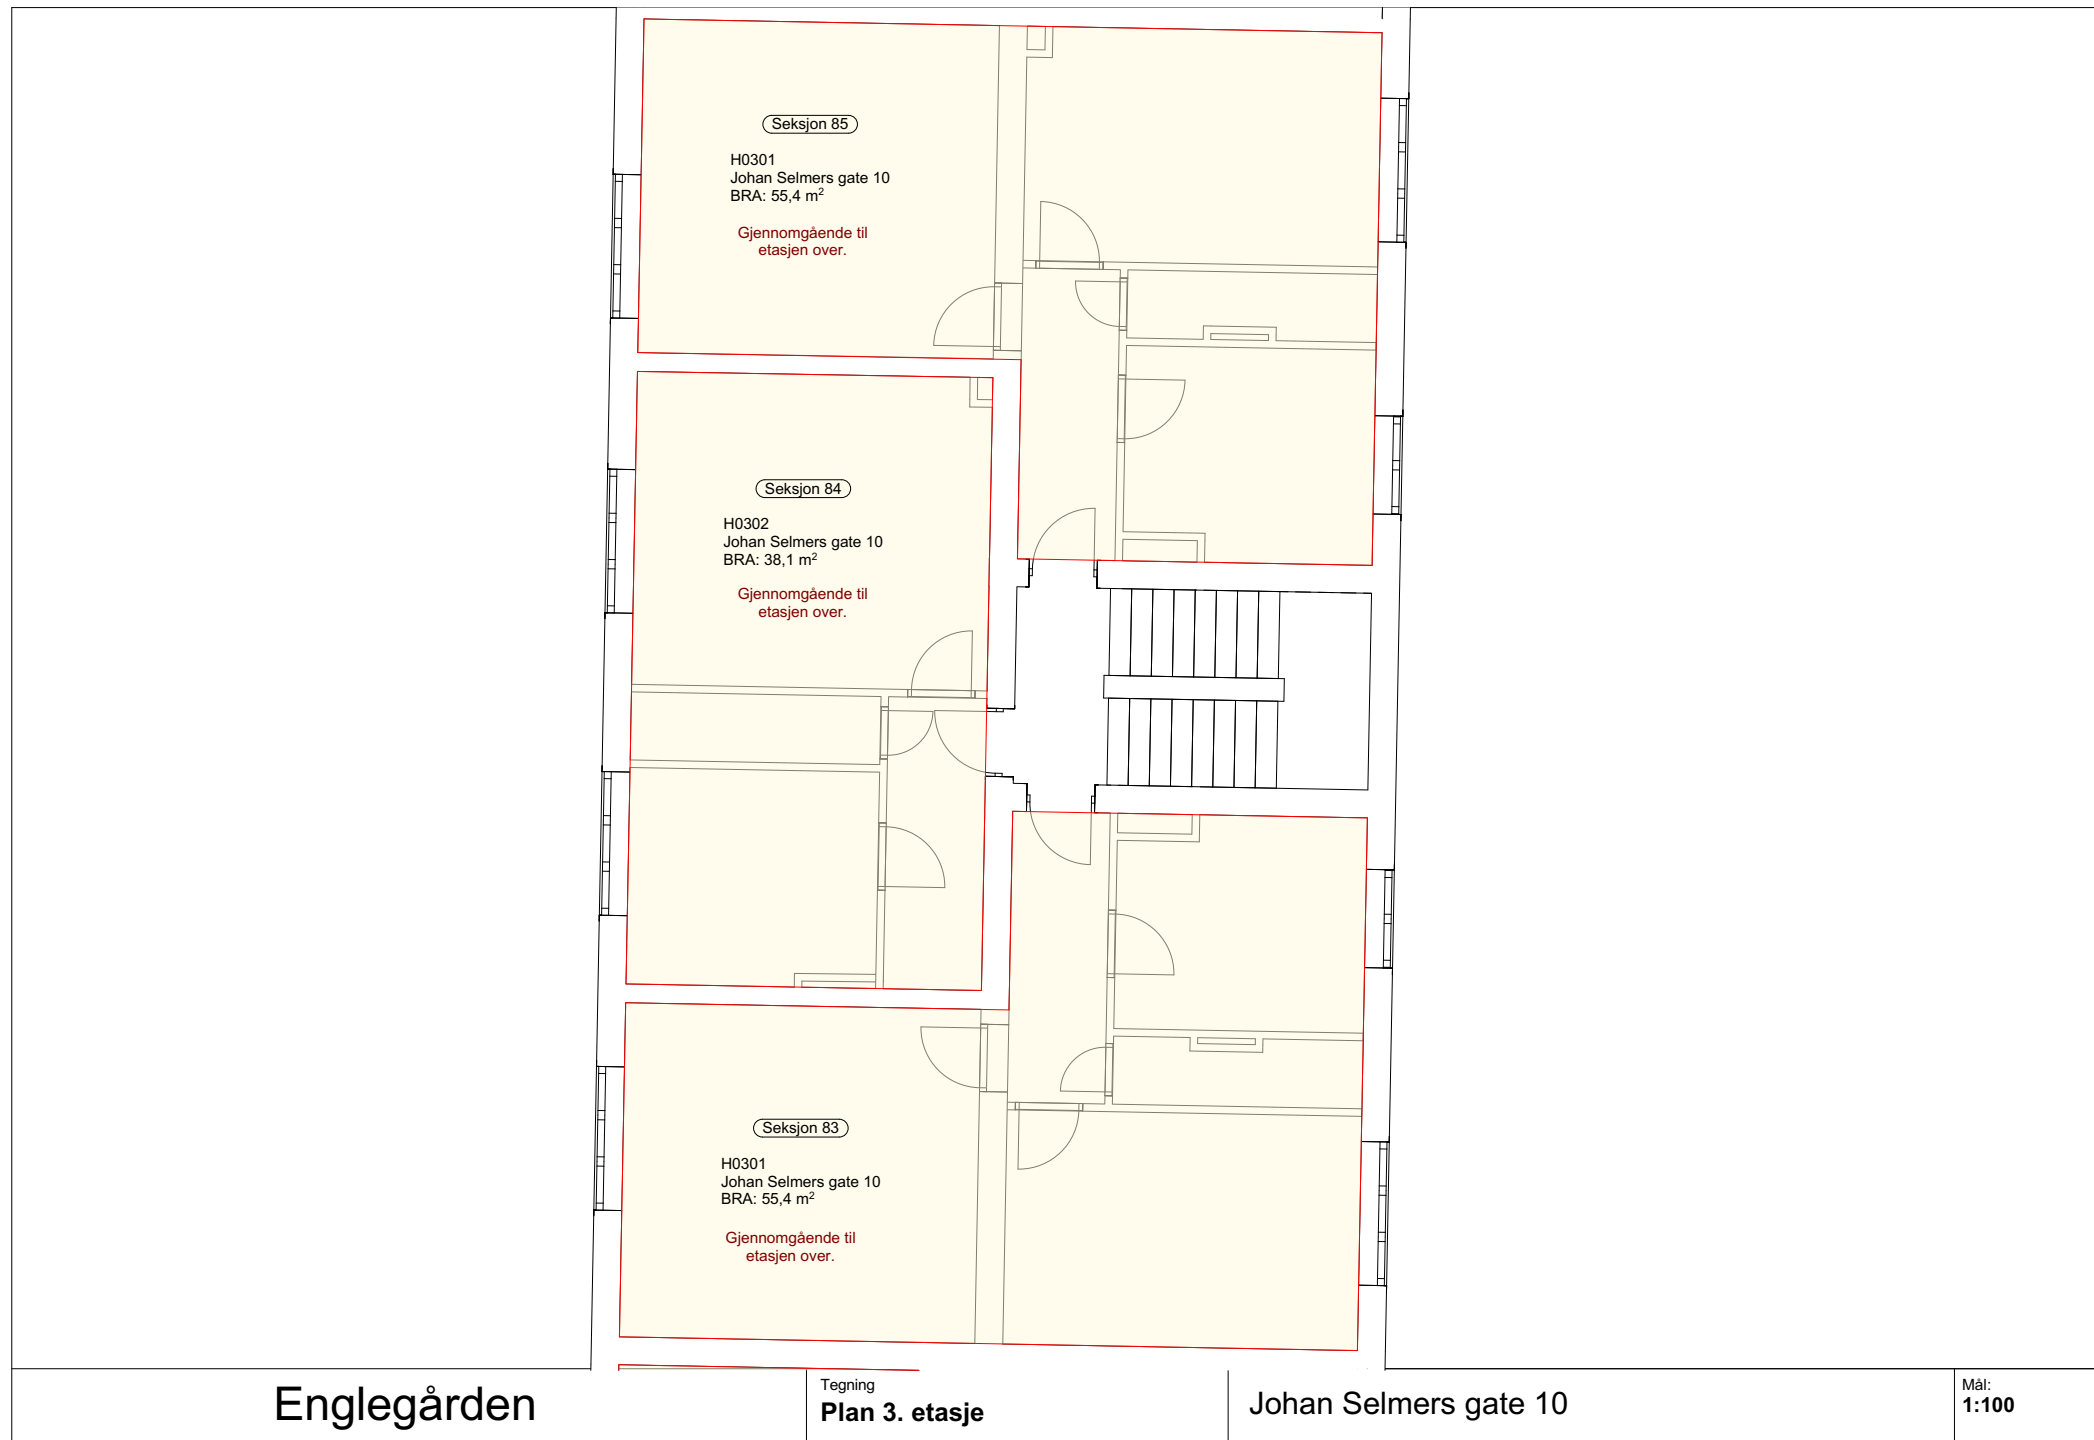 Seksjon 85
H0301
Johan Selmers gate 10
BRA: 55,4 m²
Gjennomgående til
etasjen over.
Seksjon 84
H0302
Johan Selmers gate 10
BRA: 38,1 m²
Gjennomgående til
etasjen over.
Seksjon 83
H0301
Johan Selmers gate 10
BRA: 55,4 m²
Gjennomgående til
etasjen over.
Englegården
Tegning
Plan 3. etasje
Johan Selmers gate 10
Mål:
1:100